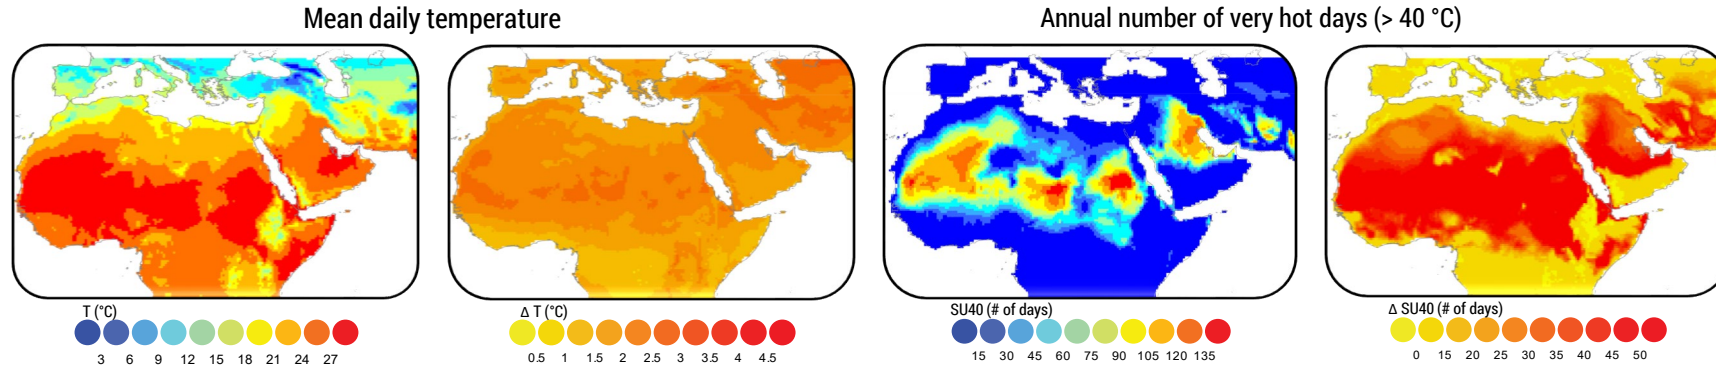 Mean daily temperature
Annual number of very hot days (> 40 °C)
T (°C)
3 6 9 12 15 18 21 24 27
Δ T (°C)
0.5 1 1.5 2 2.5 3 3.5 4 4.5
SU40 (# of days)
15 30 45 60 75 90 105 120 135
Δ SU40 (# of days)
0 15 20 25 30 35 40 45 50